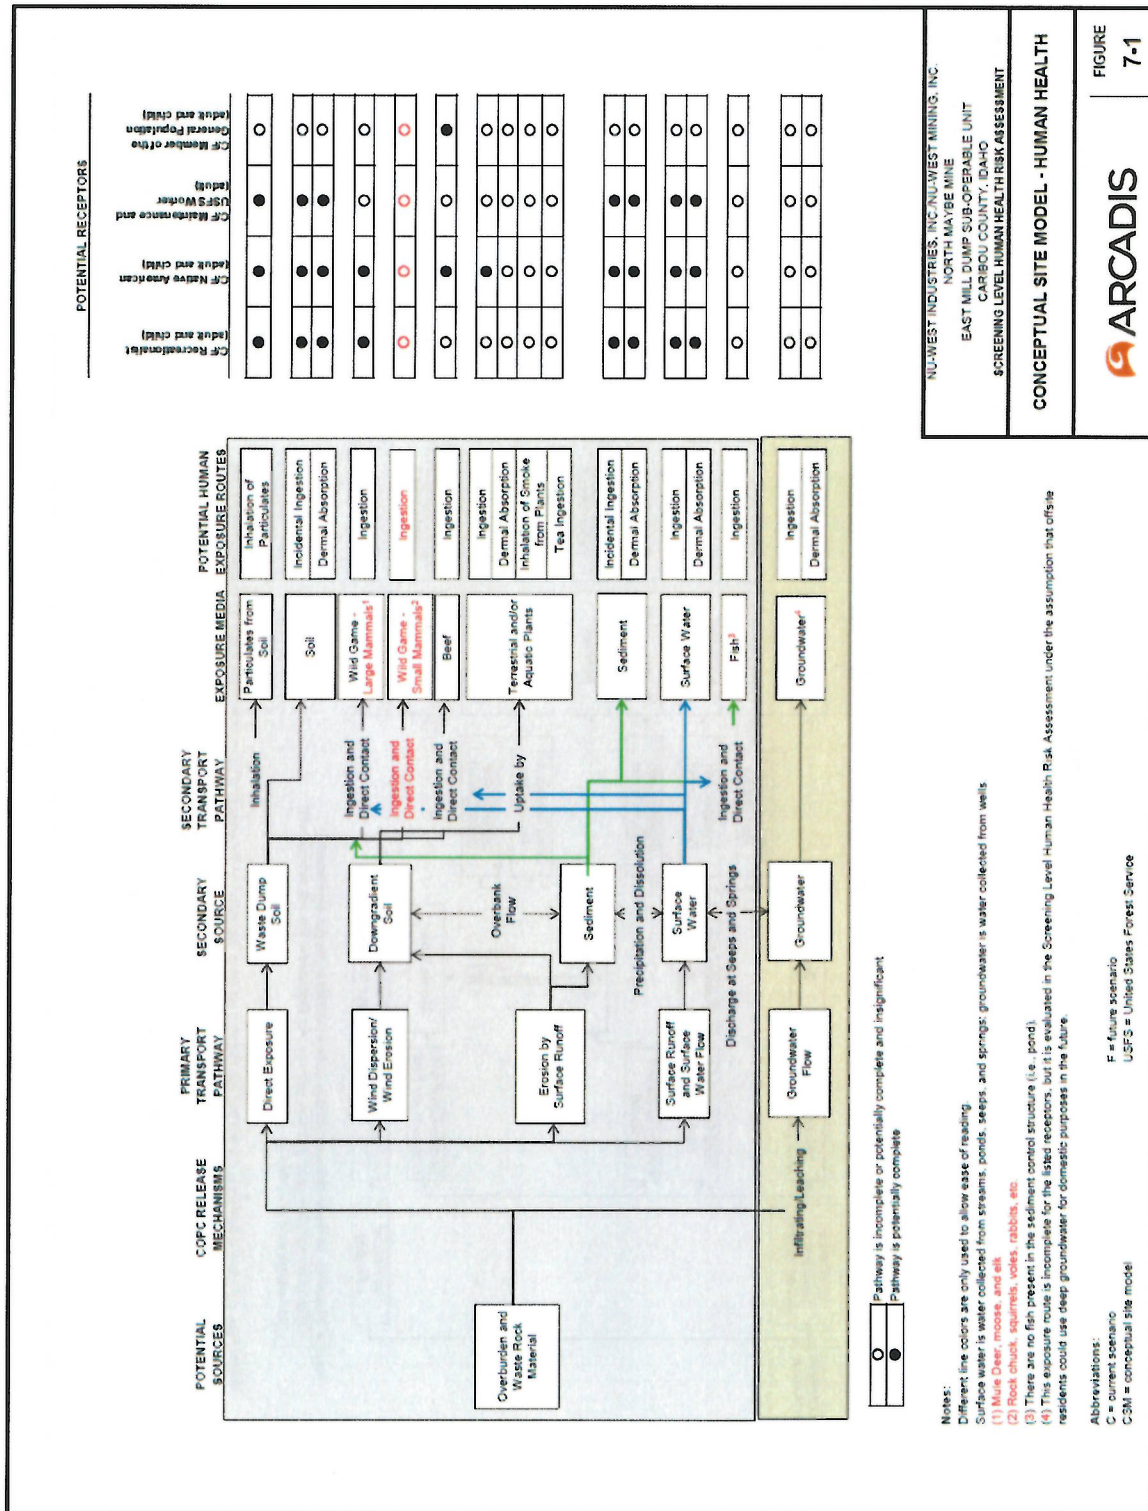 POTENTIAL RECEPTORS
C/F Recreationalist
(adult and child)
C/F Native American
(adult and child)
C/F Maintenance and
USFS Worker
(adult)
C/F Member of the
General Population
(adult and child)
POTENTIAL
SOURCES
COPC RELEASE
MECHANISMS
PRIMARY
TRANSPORT
PATHWAY
SECONDARY
SOURCE
SECONDARY
TRANSPORT
PATHWAY
EXPOSURE MEDIA
POTENTIAL HUMAN
EXPOSURE ROUTES
Overburden and
Waste Rock
Material
Infiltrating/Leaching
Direct Exposure
Wind Dispersion/
Wind Erosion
Erosion by
Surface Runoff
Surface Runoff
and Surface
Water Flow
Groundwater
Flow
Waste Dump
Soil
Downgradient
Soil
Overbank
Flow
Sediment
Precipitation and Dissolution
Surface
Water
Discharge at Seeps and Springs
Groundwater
Inhalation
Ingestion and
Direct Contact
Ingestion and
Direct Contact
Ingestion and
Direct Contact
Uptake by
Ingestion and
Direct Contact
Particulates from
Soil
Soil
Wild Game -
Large Mammals¹
Wild Game -
Small Mammals²
Beef
Terrestrial and/or
Aquatic Plants
Sediment
Surface Water
Fish³
Groundwater⁴
Inhalation of
Particulates
Incidental Ingestion
Dermal Absorption
Ingestion
Ingestion
Ingestion
Ingestion
Dermal Absorption
Inhalation of Smoke
from Plants
Tea Ingestion
Incidental Ingestion
Dermal Absorption
Ingestion
Dermal Absorption
Ingestion
Ingestion
Dermal Absorption
Pathway is incomplete or potentially complete and insignificant
Pathway is potentially complete
Notes:
Different line colors are only used to allow ease of reading.
Surface water is water collected from streams, ponds, seeps, and springs; groundwater is water collected from wells
(1) Mule Deer, moose, and elk
(2) Rock chuck, squirrels, voles, rabbits, etc.
(3) There are no fish present in the sediment control structure (i.e., pond).
(4) This exposure route is incomplete for the listed receptors, but it is evaluated in the Screening Level Human Health Risk Assessment under the assumption that offsite
residents could use deep groundwater for domestic purposes in the future.
Abbreviations:
C = current scenario
CSM = conceptual site model
F = future scenario
USFS = United States Forest Service
NU-WEST INDUSTRIES, INC./NU-WEST MINING, INC.
NORTH MAYBE MINE
EAST MILL DUMP SUB-OPERABLE UNIT
CARIBOU COUNTY, IDAHO
SCREENING LEVEL HUMAN HEALTH RISK ASSESSMENT
CONCEPTUAL SITE MODEL - HUMAN HEALTH
ARCADIS
FIGURE
7-1